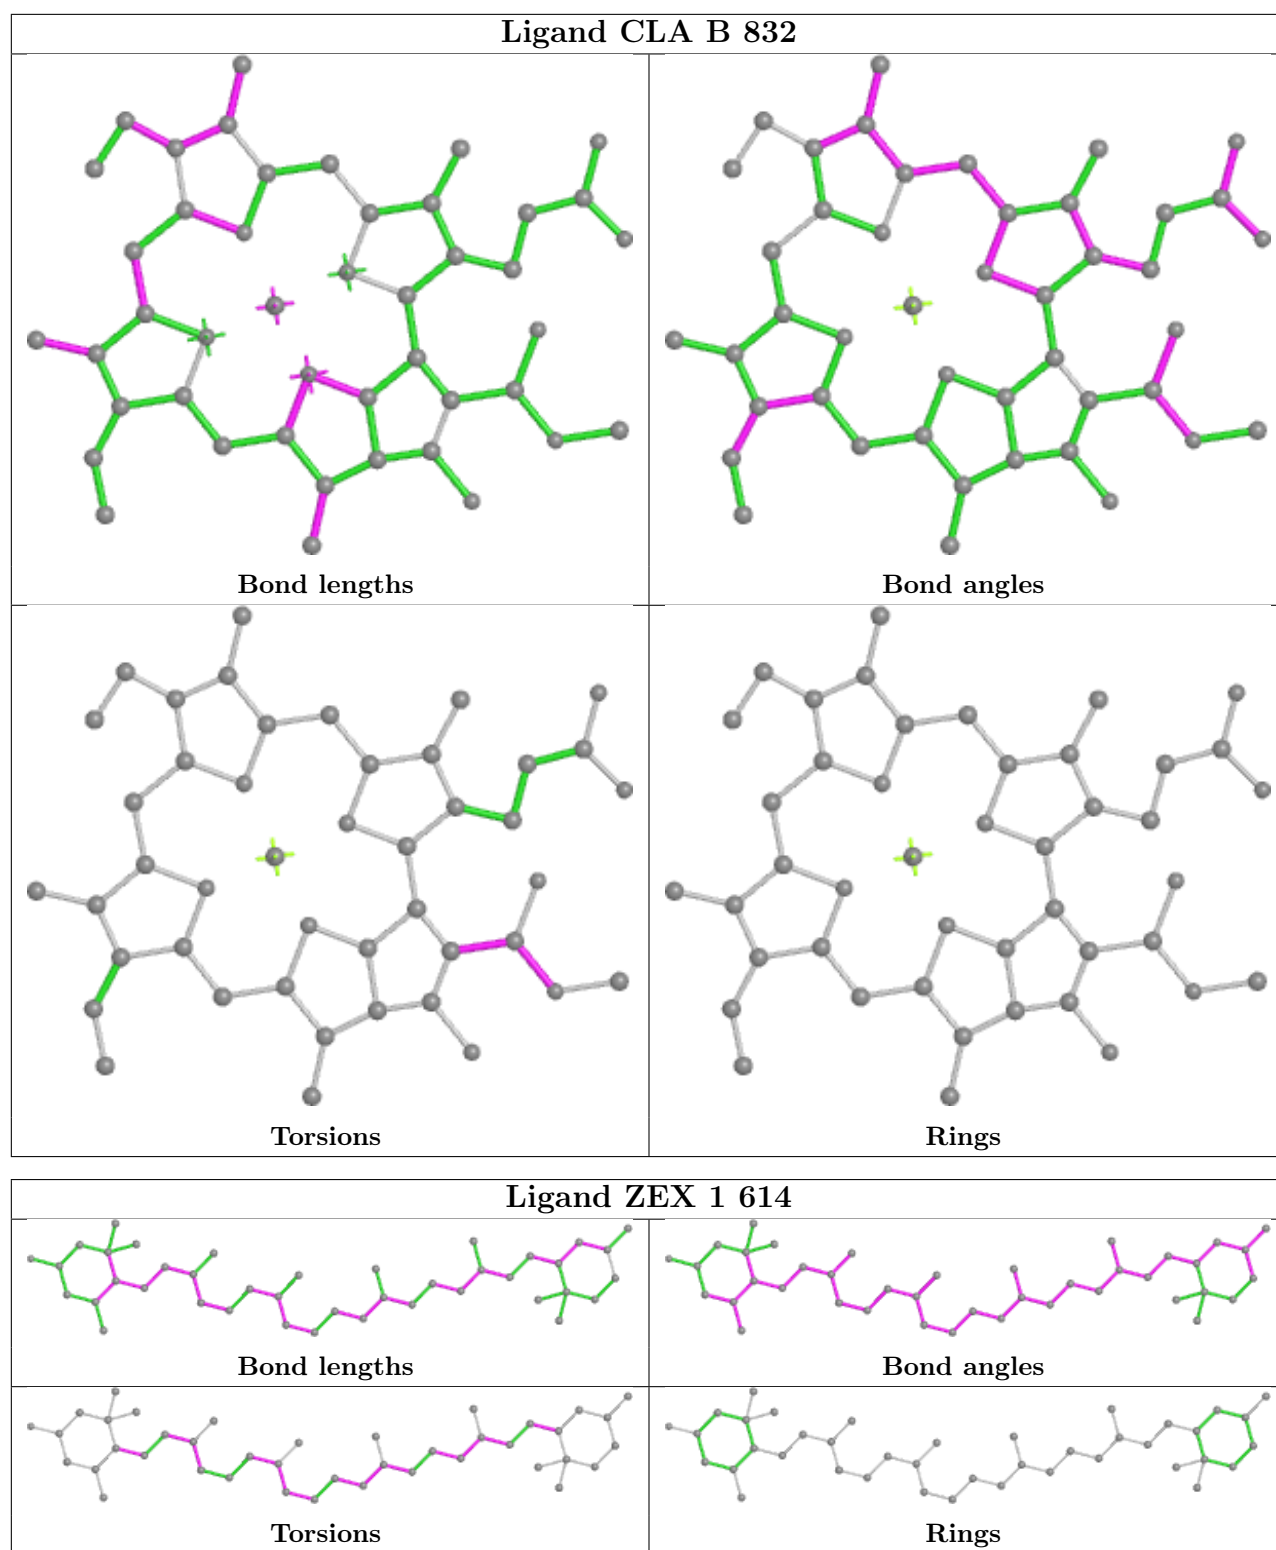 Ligand CLA B 832
Bond lengths
Bond angles
Torsions
Rings
Ligand ZEX 1 614
Bond lengths
Bond angles
Torsions
Rings